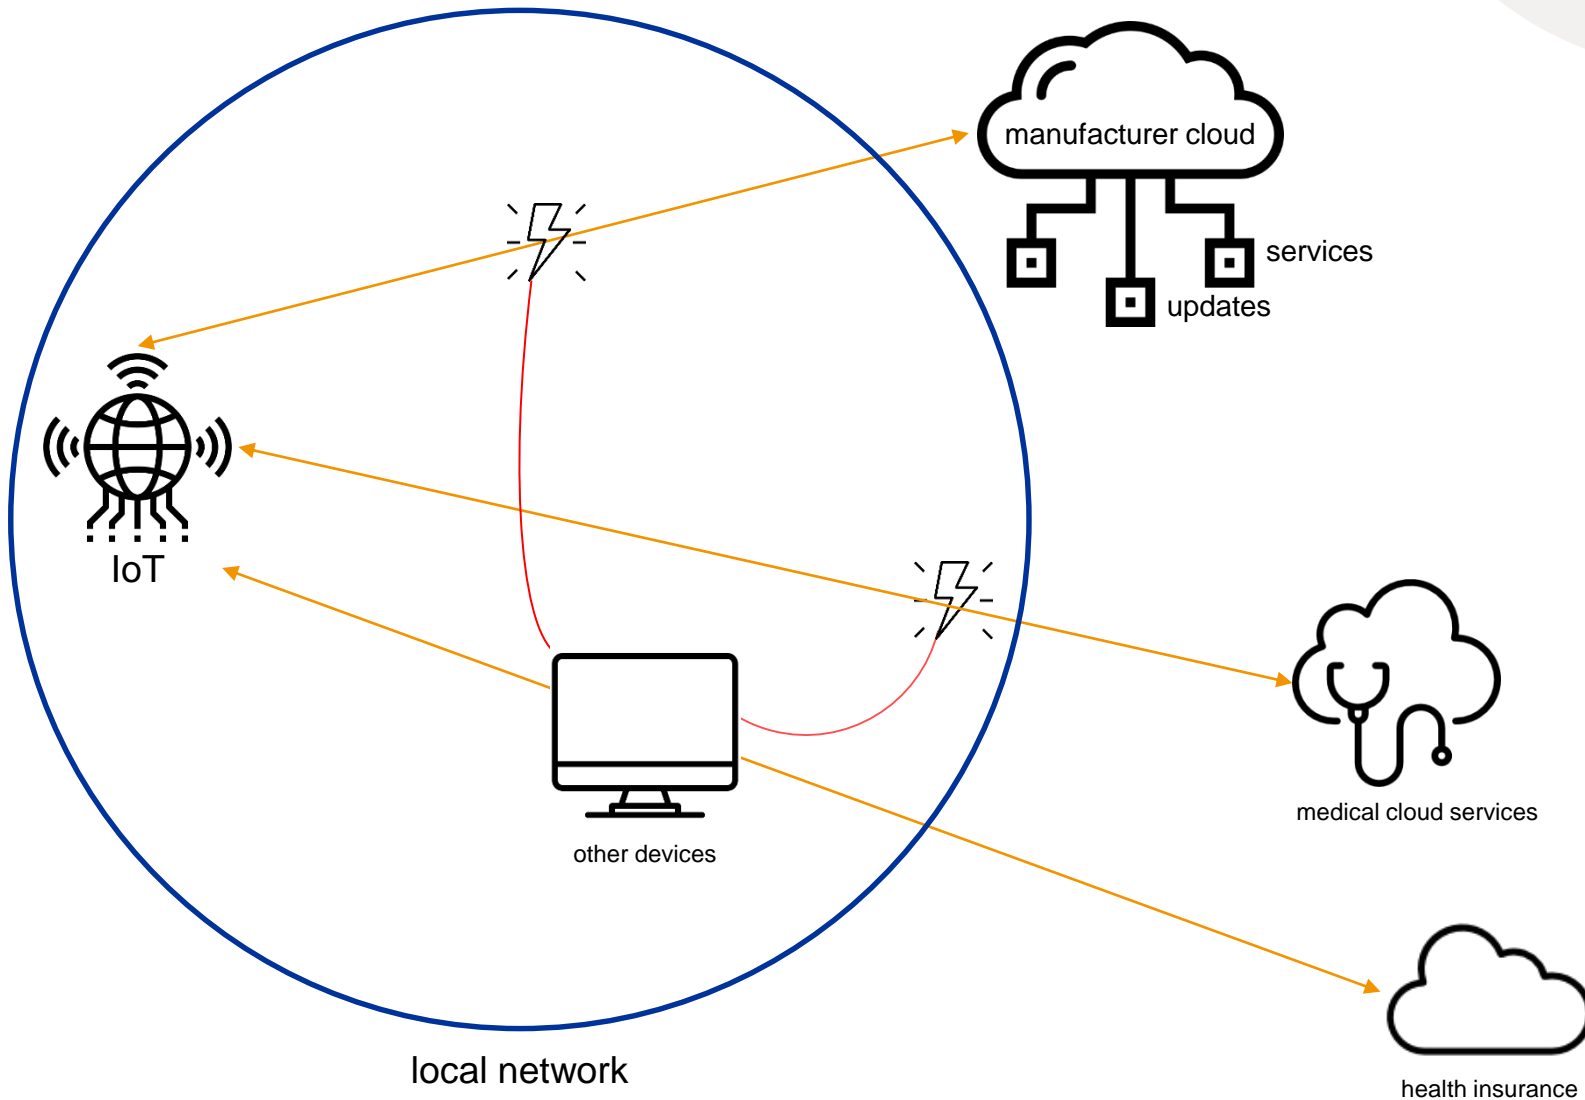 manufacturer cloud
services
updates
IoT
medical cloud services
other devices
local network
health insurance